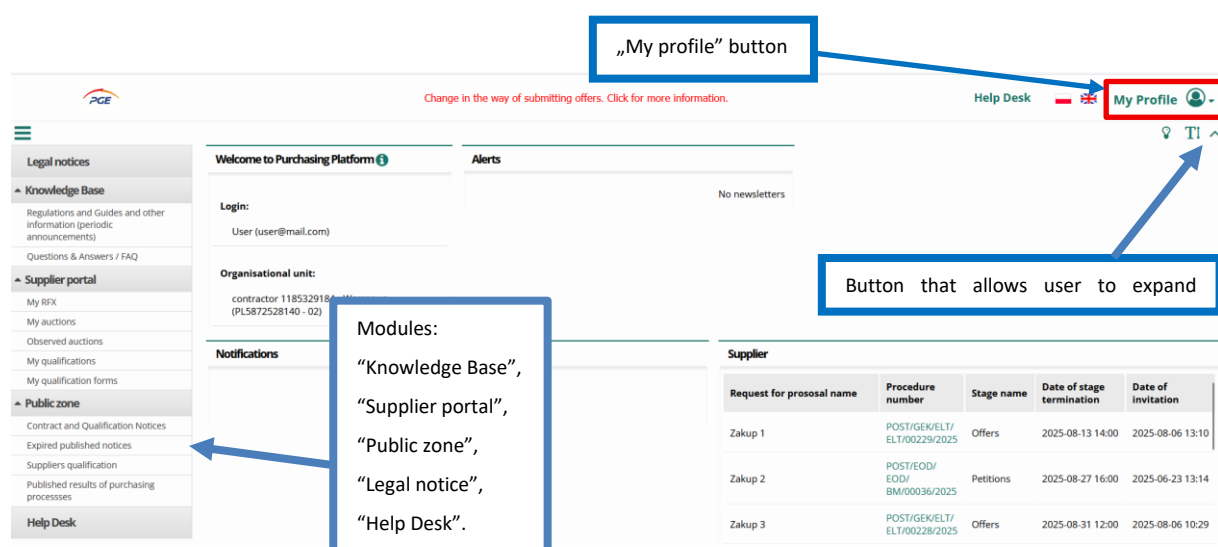 „My profile” button
PGE
Change in the way of submitting offers. Click for more information.
Help Desk
My Profile
T
Legal notices
Knowledge Base
Regulations and Guides and other
information (periodic
announcements)
Questions & Answers / FAQ
Supplier portal
My RFX
My auctions
Observed auctions
My qualifications
My qualification forms
Public zone
Contract and Qualification Notices
Expired published notices
Suppliers qualification
Published results of purchasing
processses
Help Desk
Welcome to Purchasing Platform
Login:
User (user@mail.com)
Organisational unit:
contractor 1185329184
(PL5872528140 - 02)
Alerts
No newsletters
Button that allows user to expand
Modules:
“Knowledge Base”,
“Supplier portal”,
“Public zone”,
“Legal notice”,
“Help Desk”.
Notifications
Supplier
Request for prososal name
Procedure
number
Stage name
Date of stage
termination
Date of
invitation
Zakup 1
POST/GEK/ELT/
ELT/00229/2025
Offers
2025-08-13 14:00
2025-08-06 13:10
Zakup 2
POST/EOD/
EOD/
BM/00036/2025
Petitions
2025-08-27 16:00
2025-06-23 13:14
Zakup 3
POST/GEK/ELT/
ELT/00228/2025
Offers
2025-08-31 12:00
2025-08-06 10:29